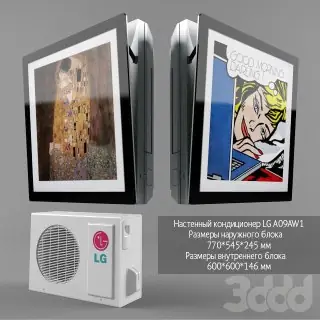 GOOD MORNING
DARLING!
LG
Настенный кондиционер LG A09AW1
Размеры наружного блока
770*545*245 мм
Размеры внутреннего блока
600*600*146 мм
3ddd